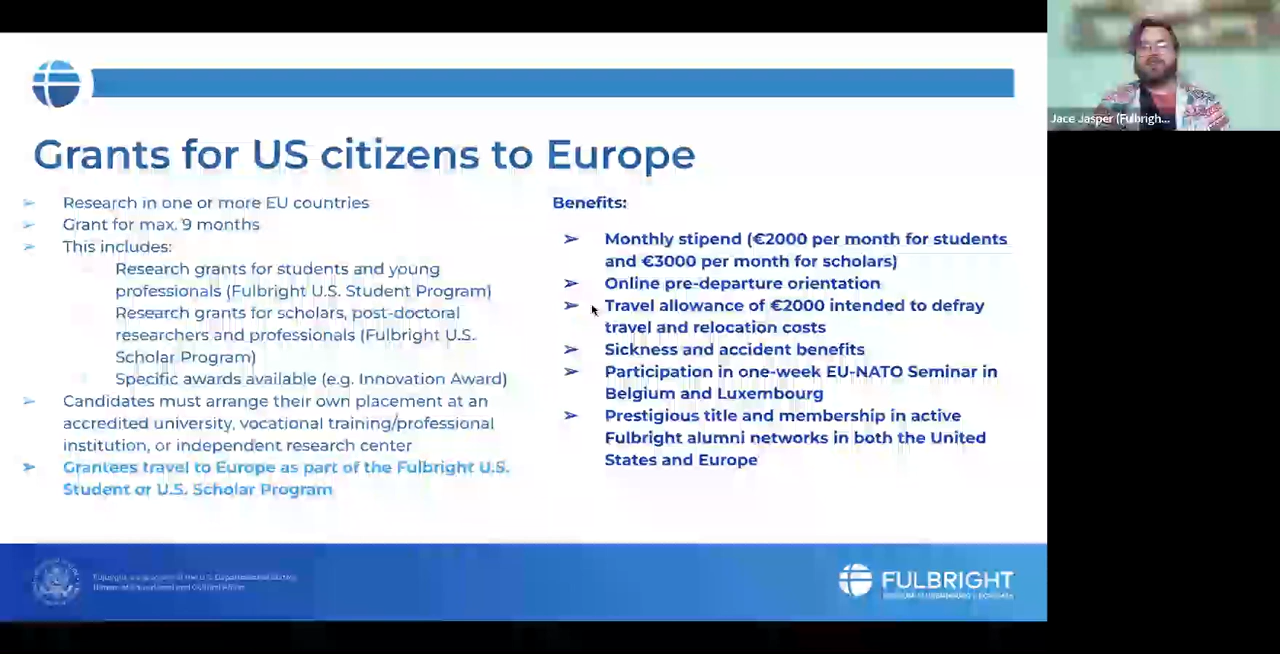 Grants for US citizens to Europe
Research in one or more EU countries
Grant for max. 9 months
This includes:
Research grants for students and young
professionals (Fulbright U.S. Student Program)
Research grants for scholars, post-doctoral
researchers and professionals (Fulbright U.S.
Scholar Program)
Specific awards available (e.g. Innovation Award)
Candidates must arrange their own placement at an
accredited university, vocational training/professional
institution, or independent research center
Grantees travel to Europe as part of the Fulbright U.S.
Student or U.S. Scholar Program
Benefits:
Monthly stipend (€2000 per month for students
and €3000 per month for scholars)
Online pre-departure orientation
Travel allowance of €2000 intended to defray
travel and relocation costs
Sickness and accident benefits
Participation in one-week EU-NATO Seminar in
Belgium and Luxembourg
Prestigious title and membership in active
Fulbright alumni networks in both the United
States and Europe
FULBRIGHT
Jace Jasper (Fulbrigh...